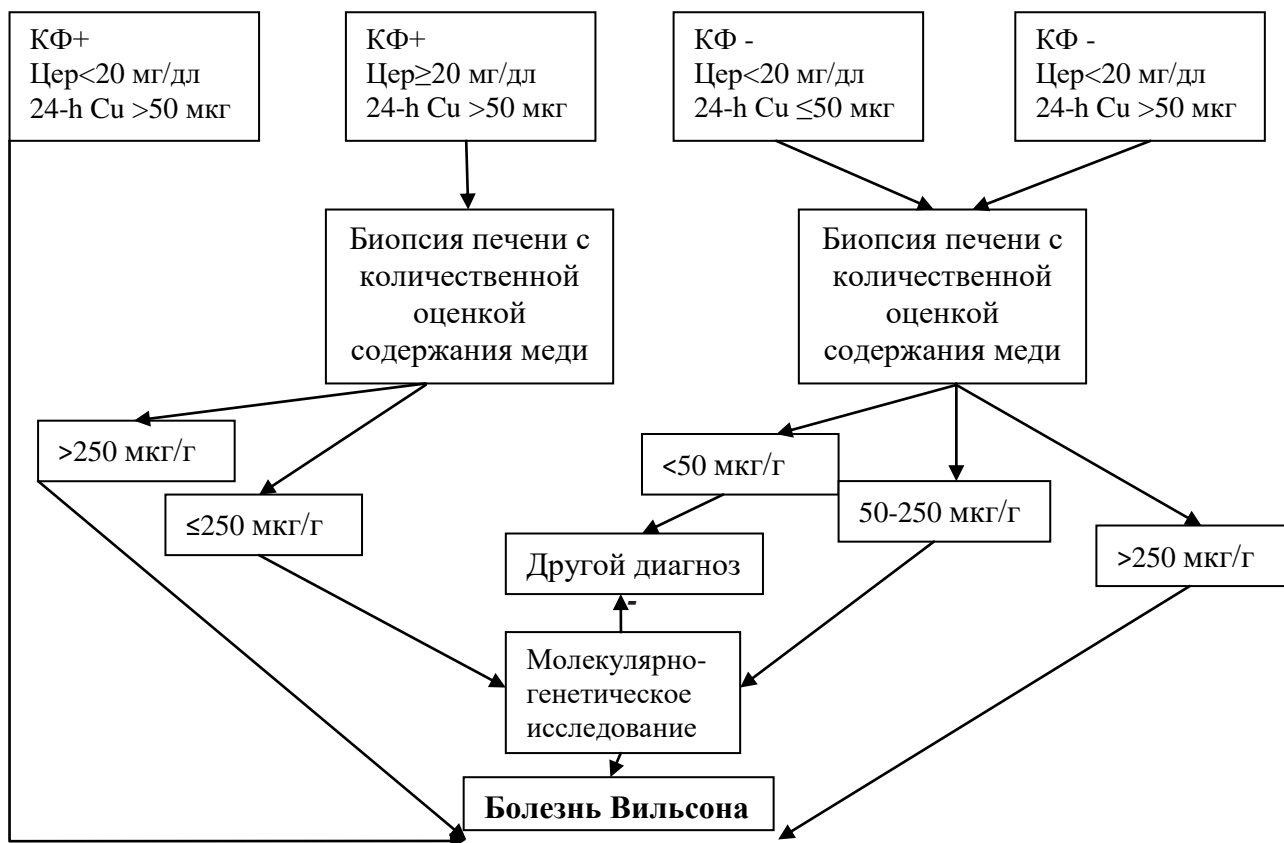 КФ+
Цер<20 мг/дл
24-h Cu >50 мкг
КФ+
Цер≥20 мг/дл
24-h Cu >50 мкг
КФ -
Цер<20 мг/дл
24-h Cu ≤50 мкг
КФ -
Цер<20 мг/дл
24-h Cu >50 мкг
Биопсия печени с
количественной
оценкой
содержания меди
Биопсия печени с
количественной
оценкой
содержания меди
>250 мкг/г
≤250 мкг/г
<50 мкг/г
50-250 мкг/г
>250 мкг/г
Другой диагноз
-
Молекулярно-
генетическое
исследование
Болезнь Вильсона